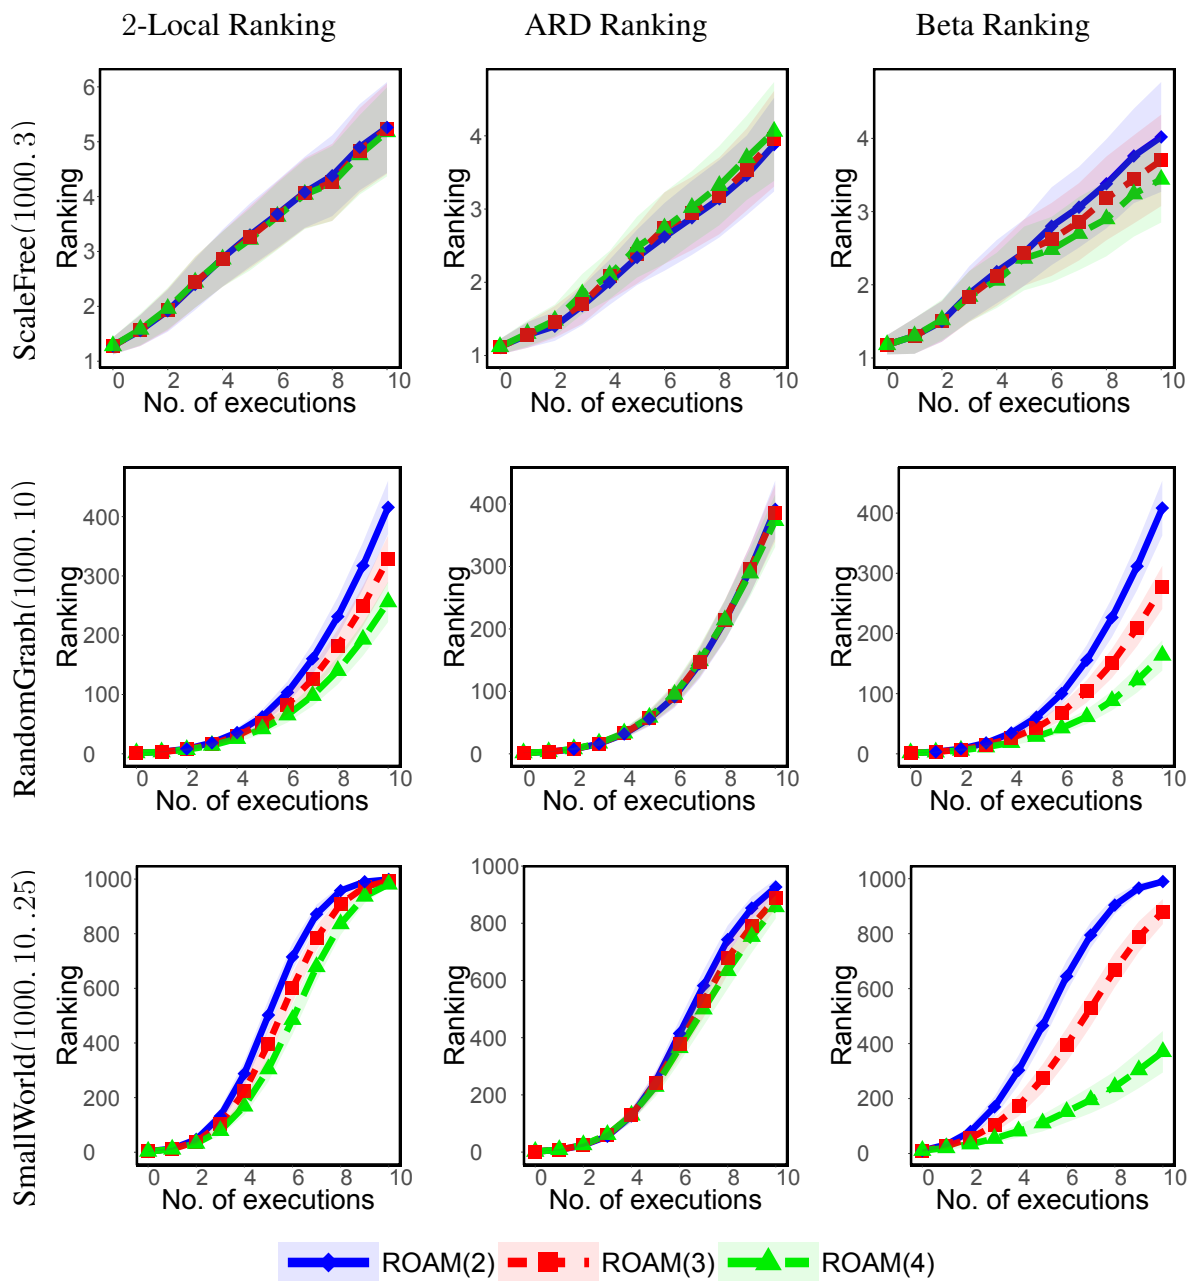 2-Local Ranking ARD Ranking Beta Ranking
ScaleFree(1000. 3)
Ranking
6
5
4
3
2
1
0 2 4 6 8 10
No. of executions
Ranking
4
3
2
1
0 2 4 6 8 10
No. of executions
Ranking
4
3
2
1
0 2 4 6 8 10
No. of executions
RandomGraph(1000. 10)
Ranking
400
300
200
100
0
0 2 4 6 8 10
No. of executions
Ranking
400
300
200
100
0
0 2 4 6 8 10
No. of executions
Ranking
400
300
200
100
0
0 2 4 6 8 10
No. of executions
SmallWorld(1000. 10. .25)
Ranking
1000
800
600
400
200
0
0 2 4 6 8 10
No. of executions
Ranking
1000
800
600
400
200
0
0 2 4 6 8 10
No. of executions
Ranking
1000
800
600
400
200
0
0 2 4 6 8 10
No. of executions
ROAM(2) ROAM(3) ROAM(4)